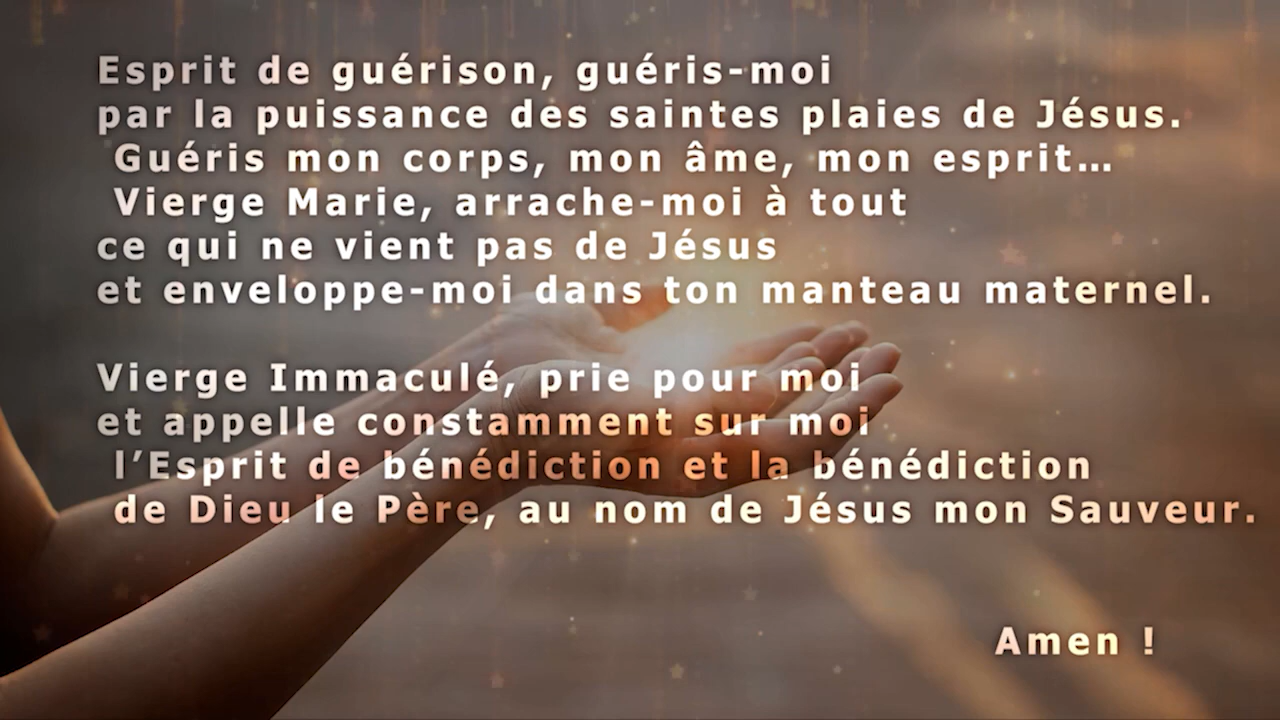 Esprit de guérison, guéris-moi
par la puissance des saintes plaies de Jésus.
Guéris mon corps, mon âme, mon esprit…
Vierge Marie, arrache-moi à tout
ce qui ne vient pas de Jésus
et enveloppe-moi dans ton manteau maternel.
Vierge Immaculé, prie pour moi
et appelle constamment sur moi
l’Esprit de bénédiction et la bénédiction
de Dieu le Père, au nom de Jésus mon Sauveur.
Amen !